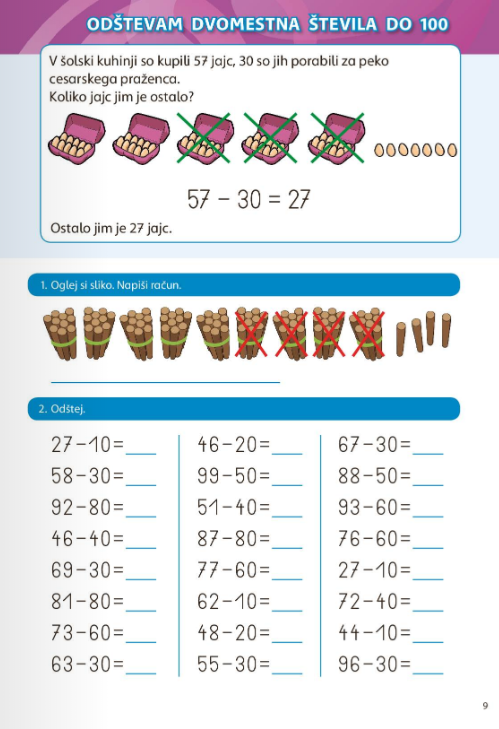 ODŠTEVAM DVOMESTNA ŠTEVILA DO 100
V šolski kuhinji so kupili 57 jajc, 30 so jih porabili za peko
cesarskega praženca.
Koliko jajc jim je ostalo?
57 – 30 = 27
Ostalo jim je 27 jajc.
1. Oglej si sliko. Napiši račun.
2. Odštej.
27–10=___ 46–20=___ 67–30=___
58–30=___ 99–50=___ 88–50=___
92–80=___ 51–40=___ 93–60=___
46–40=___ 87–80=___ 76–60=___
69–30=___ 77–60=___ 27–10=___
81–80=___ 62–10=___ 72–40=___
73–60=___ 48–20=___ 44–10=___
63–30=___ 55–30=___ 96–30=___
9